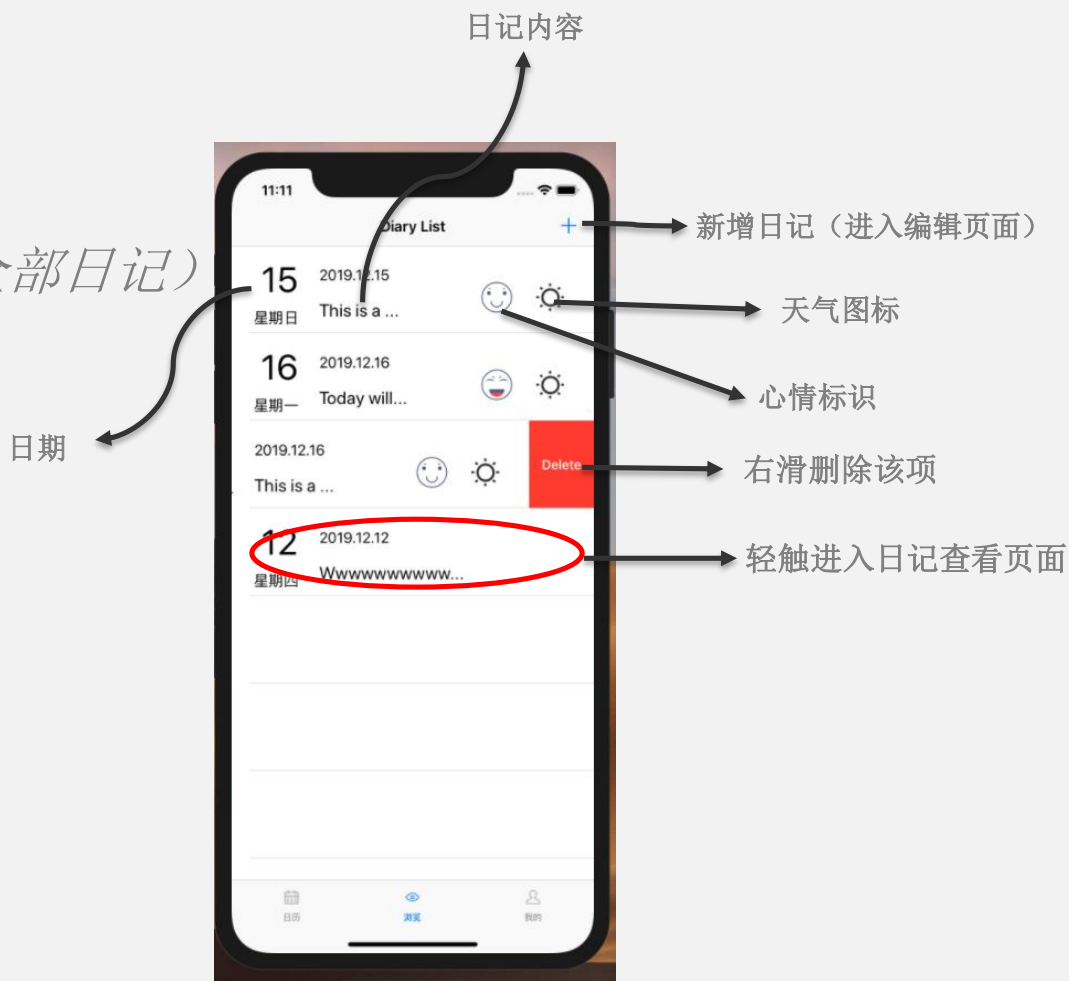 日记内容
11:11
Diary List
+
新增日记（进入编辑页面）
全部日记）
15
2019.12.15
星期日
This is a ...
天气图标
16
2019.12.16
星期一
Today will...
心情标识
日期
2019.12.16
This is a ...
Delete
右滑删除该项
12
2019.12.12
星期四
Wwwwwwwwww...
轻触进入日记查看页面
日历
浏览
我的